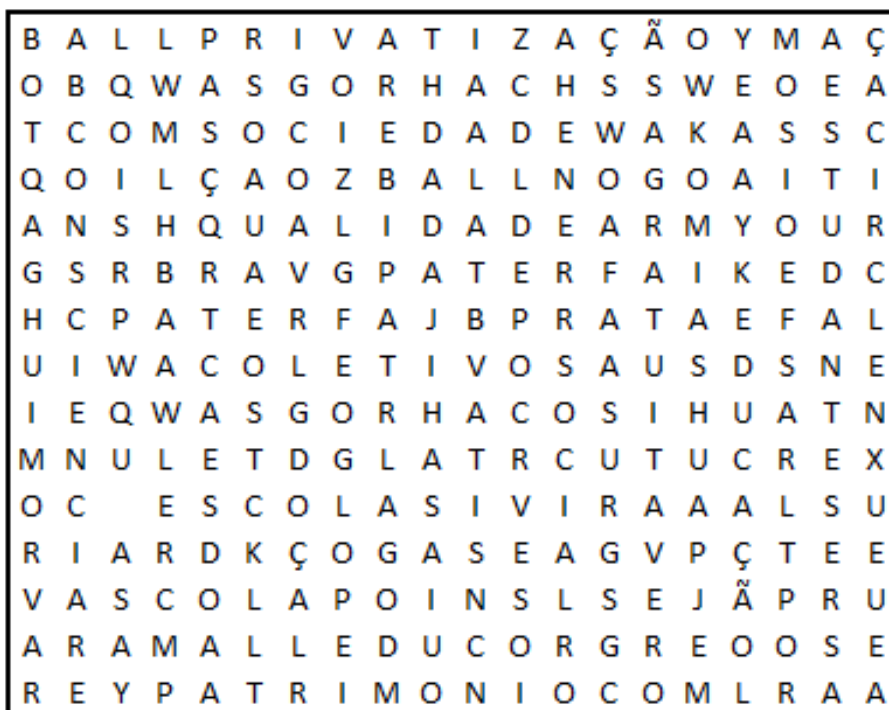 B A L L P R I V A T I Z A Ç Ã O Y M A Ç
O B Q W A S G O R H A C H S S W E O E A
T C O M S O C I E D A D E W A K A S S C
Q O I L Ç A O Z B A L L N O G O A I T I
A N S H Q U A L I D A D E A R M Y O U R
G S R B R A V G P A T E R F A I K E D C
H C P A T E R F A J B P R A T A E F A L
U I W A C O L E T I V O S A U S D S N E
I E Q W A S G O R H A C O S I H U A T N
M N U L E T D G L A T R C U T U C R E X
O C E S C O L A S I V I R A A A L S U
R I A R D K Ç O G A S E A G V P Ç T E E
V A S C O L A P O I N S L S E J Ã P R U
A R A M A L L E D U C O R G R E O O S E
R E Y P A T R I M O N I O C O M L R A A